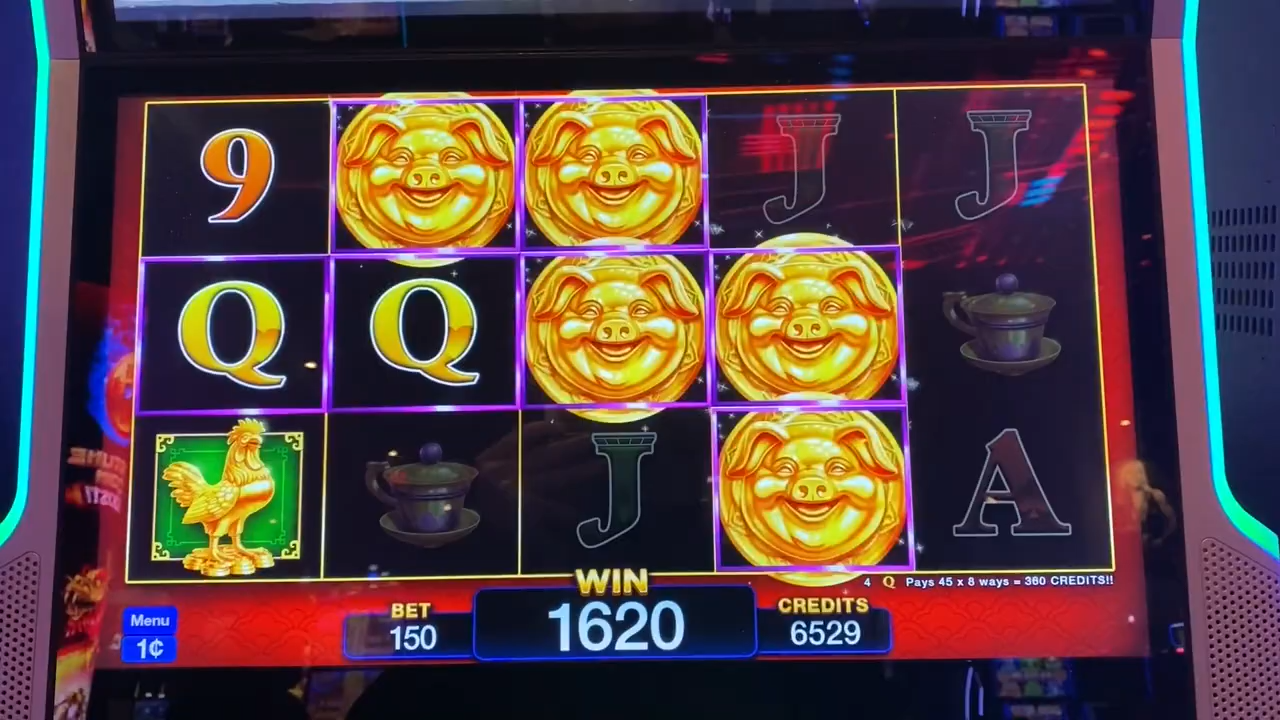 9
J
J
Q
Q
J
A
4 Q Pays 45 x 8 ways = 360 CREDITS!!
WIN
Menu
BET
1620
CREDITS
1¢
150
6529